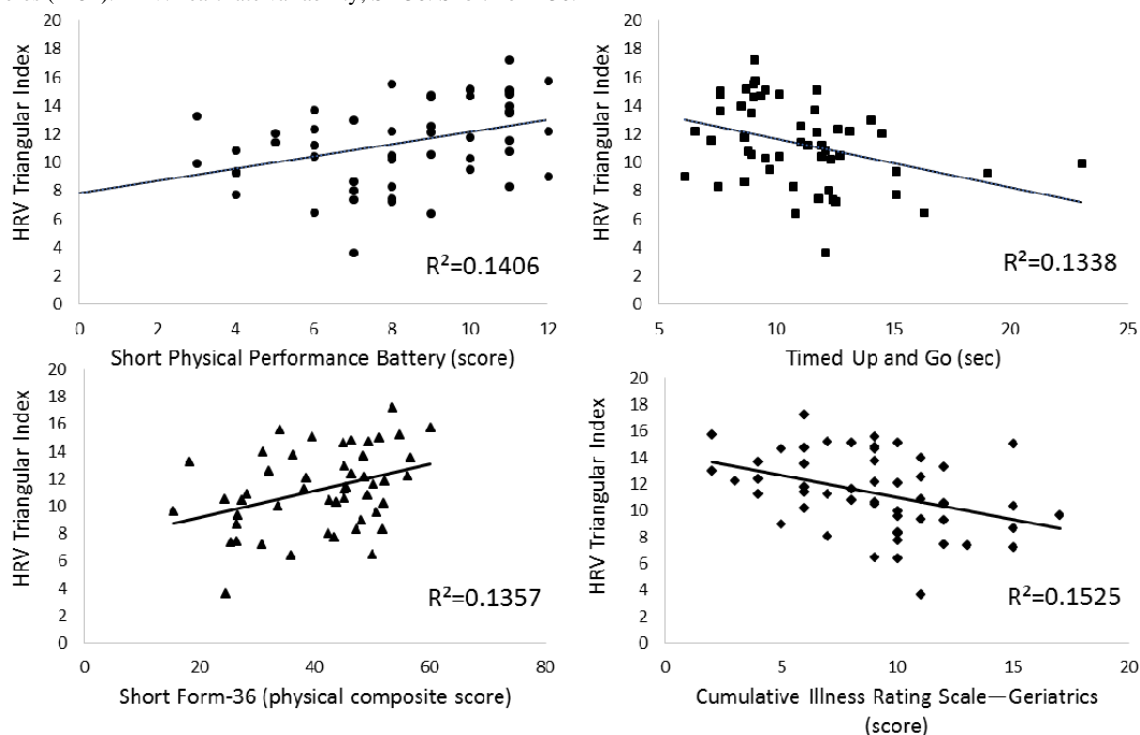 HRV Triangular Index
20
18
16
14
12
10
8
6
4
2
0
R²=0.1406
0 2 4 6 8 10 12
Short Physical Performance Battery (score)
HRV Triangular Index
20
18
16
14
12
10
8
6
4
2
0
R²=0.1338
5 10 15 20 25
Timed Up and Go (sec)
HRV Triangular Index
20
18
16
14
12
10
8
6
4
2
0
R²=0.1357
0 20 40 60 80
Short Form-36 (physical composite score)
HRV Triangular Index
20
18
16
14
12
10
8
6
4
2
0
R²=0.1525
0 5 10 15 20
Cumulative Illness Rating Scale—Geriatrics
(score)